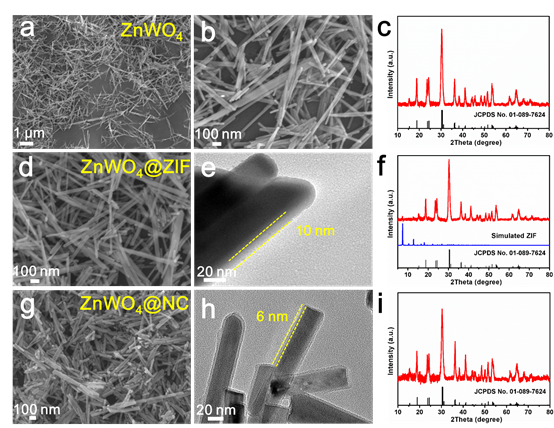 a
ZnWO4
1 μm
b
100 nm
c
Intensity (a.u.)
JCPDS No. 01-089-7624
10 20 30 40 50 60 70 80
2Theta (degree)
d
ZnWO4@ZIF
100 nm
e
10 nm
20 nm
f
Intensity (a.u.)
Simulated ZIF
JCPDS No. 01-089-7624
10 20 30 40 50 60 70 80
2Theta (degree)
g
ZnWO4@NC
100 nm
h
6 nm
20 nm
i
Intensity (a.u.)
JCPDS No. 01-089-7624
10 20 30 40 50 60 70 80
2Theta (degree)